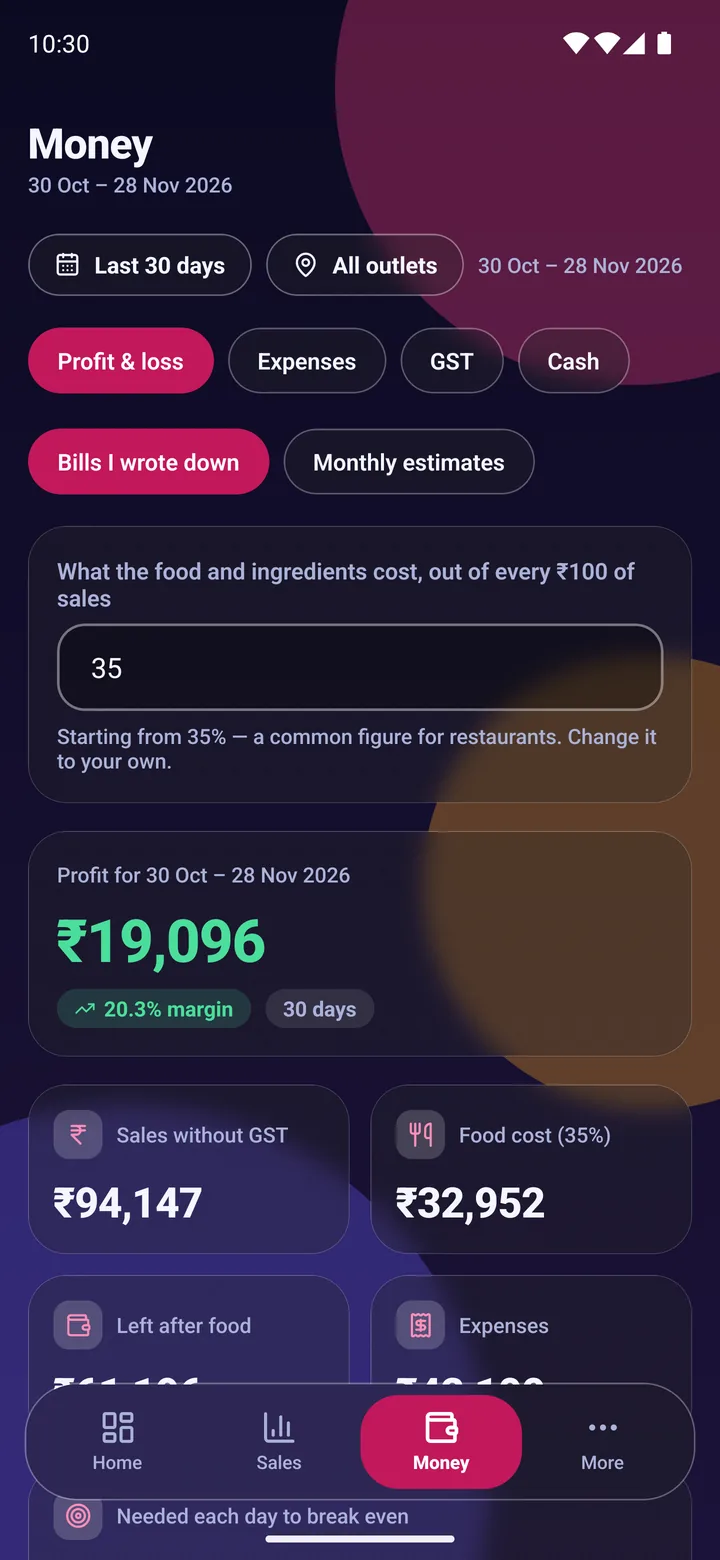 10:30
Money
30 Oct – 28 Nov 2026
Last 30 days
All outlets
30 Oct – 28 Nov 2026
Profit & loss
Expenses
GST
Cash
Bills I wrote down
Monthly estimates
What the food and ingredients cost, out of every ₹100 of
sales
35
Starting from 35% — a common figure for restaurants. Change it
to your own.
Profit for 30 Oct – 28 Nov 2026
₹19,096
20.3% margin
30 days
Sales without GST
₹94,147
Food cost (35%)
₹32,952
Left after food
Expenses
Home
Sales
Money
More
Needed each day to break even